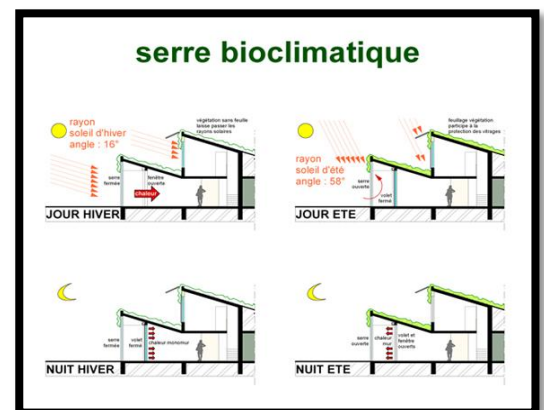 serre bioclimatique
rayon
soleil d'hiver
angle : 16°
végétation sans feuille
laisse passer les
rayons solaires
serre
fermée
fenêtre
ouverte
chaleur
JOUR HIVER
feuillage végétation
participe à la
protection des vitrages
rayon
soleil d'été
angle : 58°
serre
ouverte
volet
fermé
JOUR ETE
serre
fermée
volet
fermé
chaleur monomur
NUIT HIVER
serre
ouverte
chaleur
mur
volet et
fenêtre
ouverts
NUIT ETE